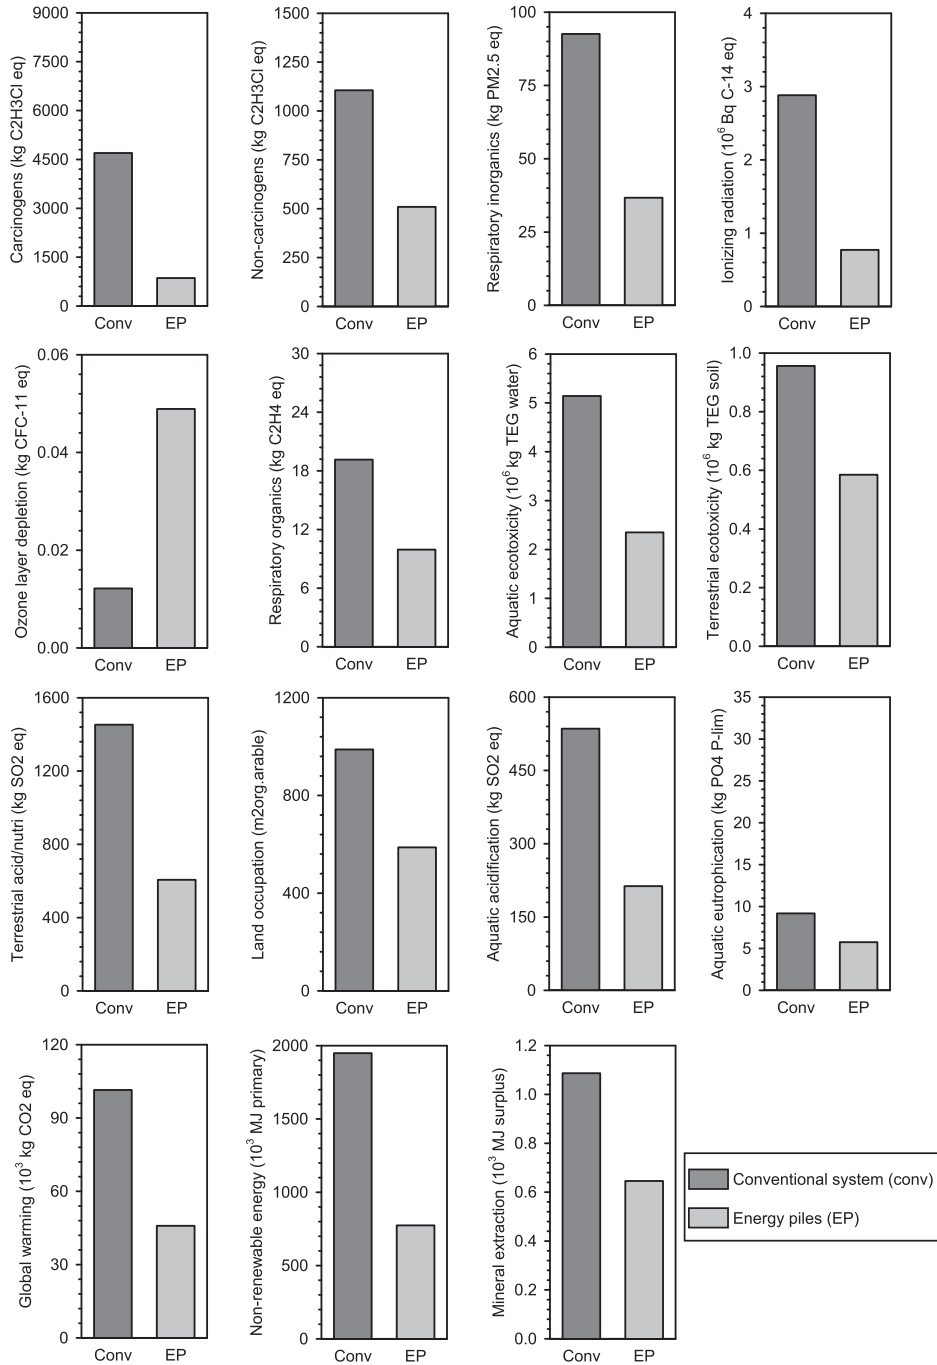 Carcinogens (kg C2H3Cl eq)
9000
7500
6000
4500
3000
1500
0
Conv EP
Non-carcinogens (kg C2H3Cl eq)
1500
1250
1000
750
500
250
0
Conv EP
Respiratory inorganics (kg PM2.5 eq)
100
75
50
25
0
Conv EP
Ionizing radiation (10⁶ Bq C-14 eq)
4
3
2
1
0
Conv EP
Ozone layer depletion (kg CFC-11 eq)
0.06
0.04
0.02
0.00
Conv EP
Respiratory organics (kg C2H4 eq)
30
24
18
12
6
0
Conv EP
Aquatic ecotoxicity (10⁶ kg TEG water)
6
5
4
3
2
1
0
Conv EP
Terrestrial ecotoxicity (10⁶ kg TEG soil)
1.0
0.8
0.6
0.4
0.2
0.0
Conv EP
Terrestrial acid/nutri (kg SO2 eq)
1600
1200
800
400
0
Conv EP
Land occupation (m2org.arable)
1200
800
400
0
Conv EP
Aquatic acidification (kg SO2 eq)
600
450
300
150
0
Conv EP
Aquatic eutrophication (kg PO4 P-lim)
35
30
25
20
15
10
5
0
Conv EP
Global warming (10³ kg CO2 eq)
120
90
60
30
0
Conv EP
Non-renewable energy (10³ MJ primary)
2000
1500
1000
500
0
Conv EP
Mineral extraction (10³ MJ surplus)
1.2
1.0
0.8
0.6
0.4
0.2
0.0
Conv EP
Conventional system (conv)
Energy piles (EP)